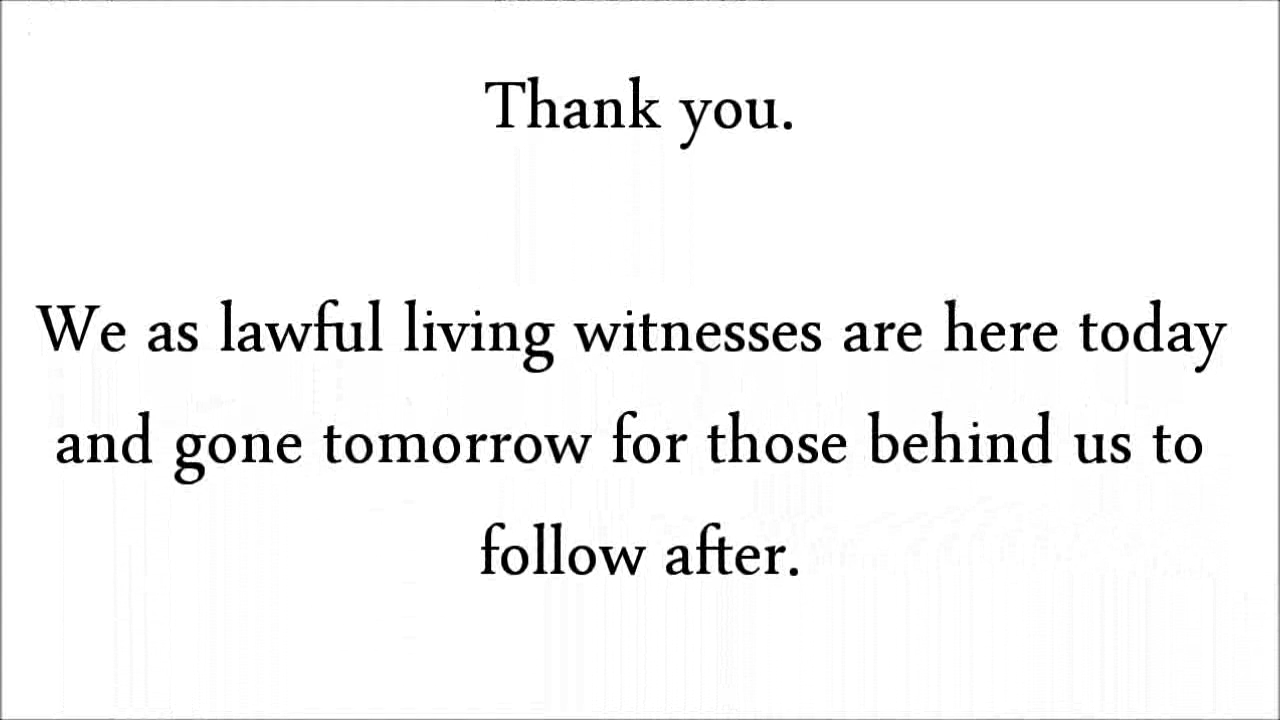 Thank you.
We as lawful living witnesses are here today
and gone tomorrow for those behind us to
follow after.